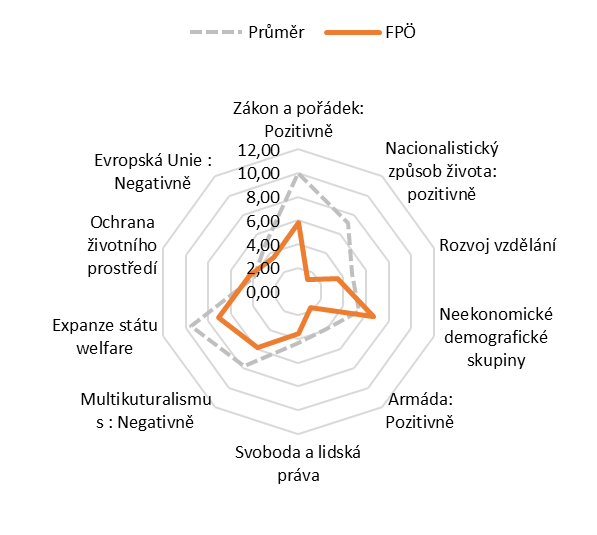 Průměr
FPÖ
Zákon a pořádek:
Pozitivně
Nacionalistický
způsob života:
pozitivně
Rozvoj vzdělání
Neekonomické
demografické
skupiny
Armáda:
Pozitivně
Svoboda a lidská
práva
Multikuturalismu
s : Negativně
Expanze státu
welfare
Ochrana
životního
prostředí
Evropská Unie :
Negativně
12,00
10,00
8,00
6,00
4,00
2,00
0,00